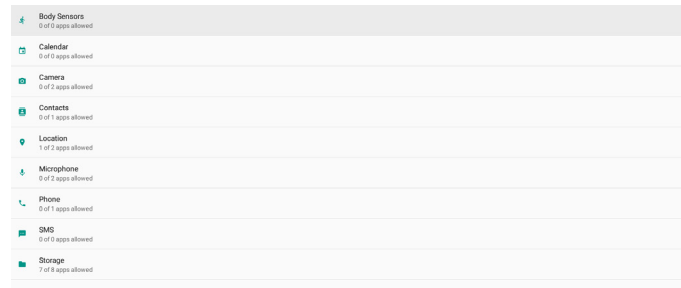 Body Sensors
0 of 0 apps allowed
Calendar
0 of 0 apps allowed
Camera
0 of 2 apps allowed
Contacts
0 of 1 apps allowed
Location
1 of 2 apps allowed
Microphone
0 of 2 apps allowed
Phone
0 of 1 apps allowed
SMS
0 of 0 apps allowed
Storage
7 of 8 apps allowed